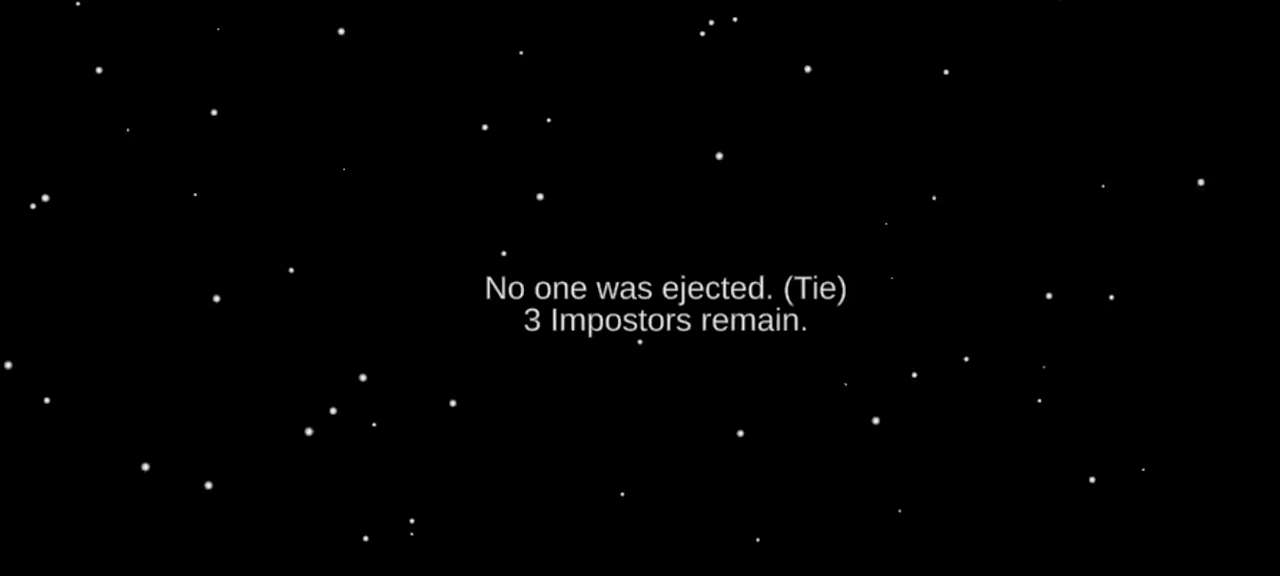 No one was ejected. (Tie)
3 Impostors remain.